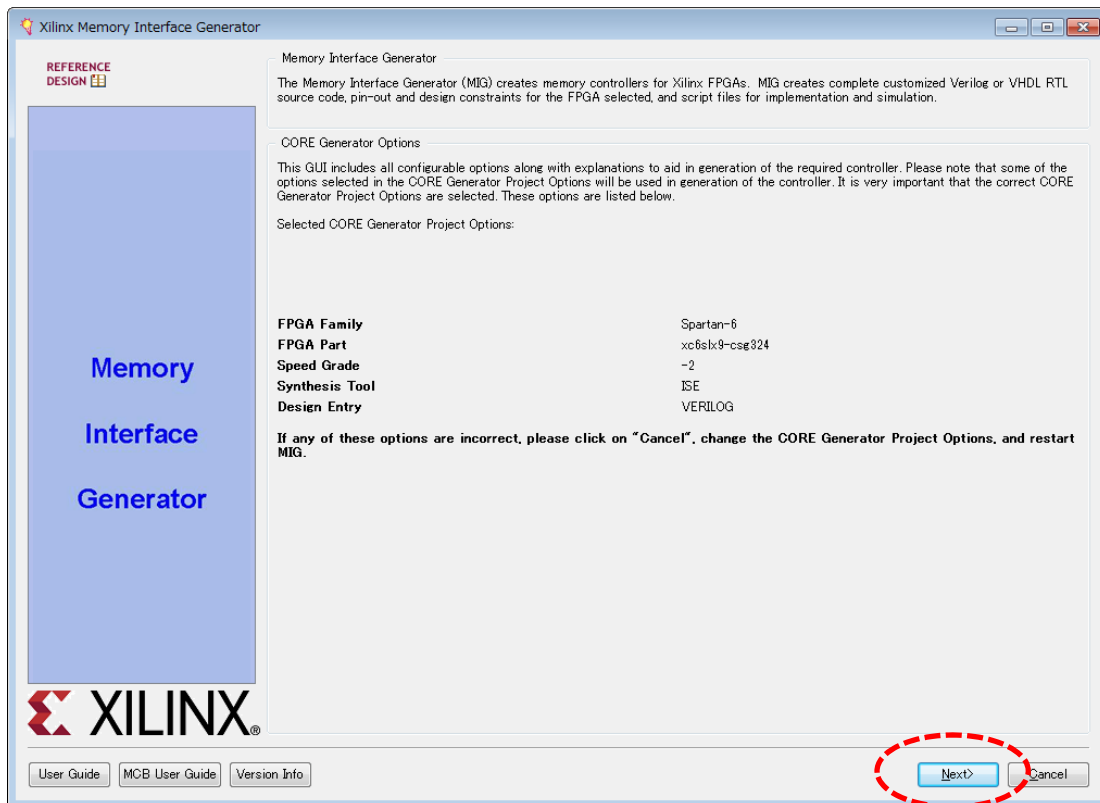 Xilinx Memory Interface Generator
REFERENCE
DESIGN
Memory
Interface
Generator
XILINX®
Memory Interface Generator
The Memory Interface Generator (MIG) creates memory controllers for Xilinx FPGAs. MIG creates complete customized Verilog or VHDL RTL
source code, pin-out and design constraints for the FPGA selected, and script files for implementation and simulation.
CORE Generator Options
This GUI includes all configurable options along with explanations to aid in generation of the required controller. Please note that some of the
options selected in the CORE Generator Project Options will be used in generation of the controller. It is very important that the correct CORE
Generator Project Options are selected. These options are listed below.
Selected CORE Generator Project Options:
FPGA Family Spartan-6
FPGA Part xc6slx9-csg324
Speed Grade -2
Synthesis Tool ISE
Design Entry VERILOG
If any of these options are incorrect, please click on "Cancel", change the CORE Generator Project Options, and restart
MIG.
User Guide MCB User Guide Version Info Next> Cancel